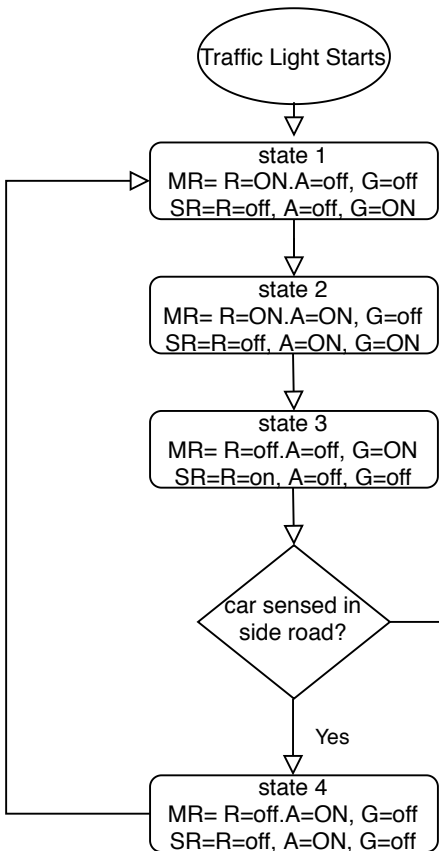 Traffic Light Starts
state 1
MR= R=ON.A=off, G=off
SR=R=off, A=off, G=ON
state 2
MR= R=ON.A=ON, G=off
SR=R=off, A=ON, G=ON
state 3
MR= R=off.A=off, G=ON
SR=R=on, A=off, G=off
car sensed in
side road?
Yes
state 4
MR= R=off.A=ON, G=off
SR=R=off, A=ON, G=off